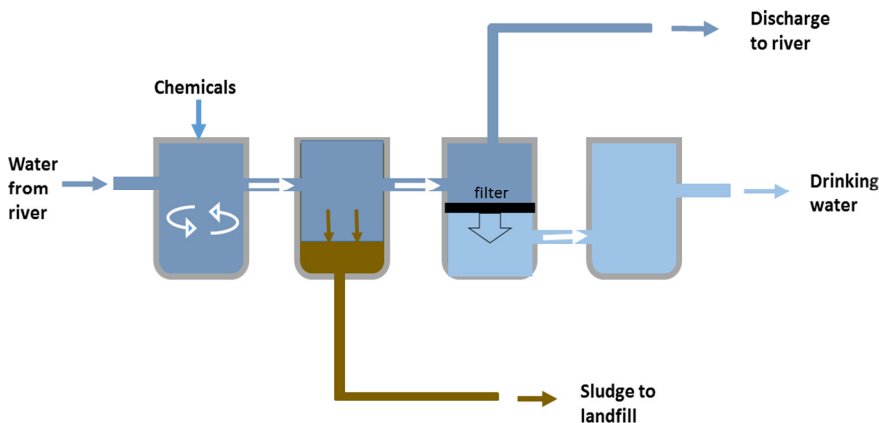 Discharge
to river
Chemicals
Water
from
river
filter
Drinking
water
Sludge to
landfill